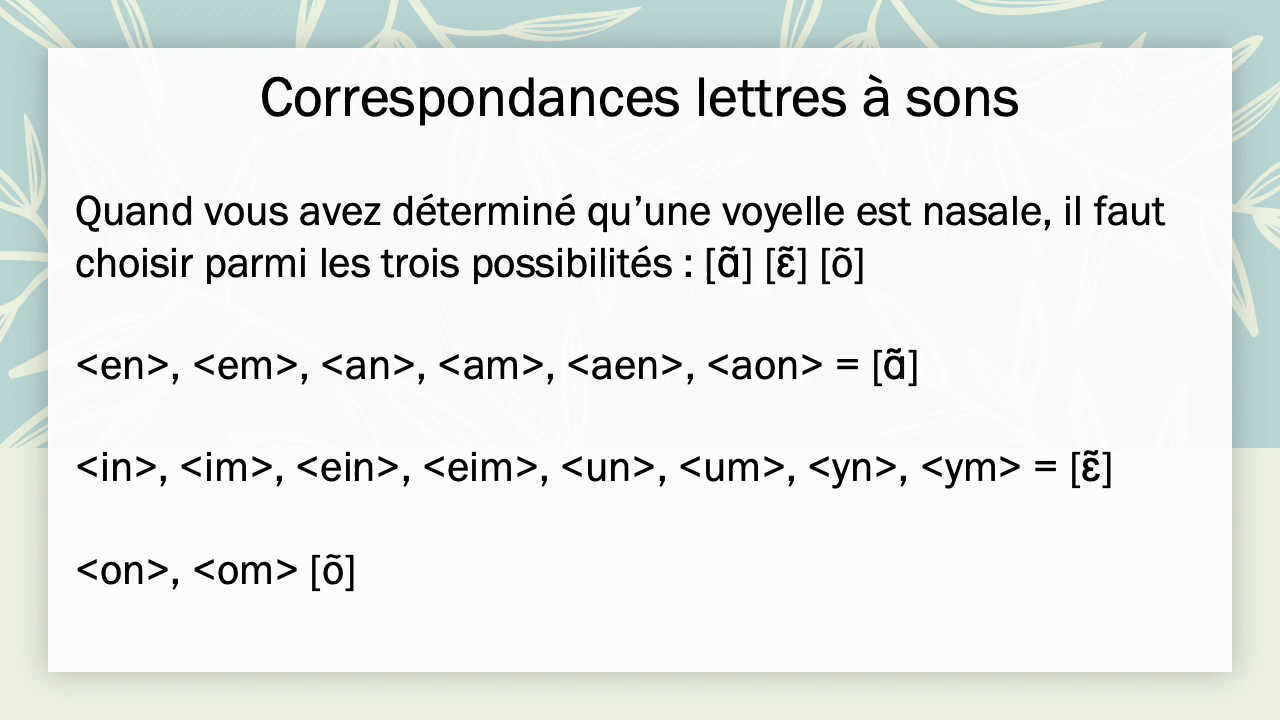 Correspondances lettres à sons
Quand vous avez déterminé qu’une voyelle est nasale, il faut
choisir parmi les trois possibilités : [ɑ̃] [ɛ̃] [õ]
<en>, <em>, <an>, <am>, <aen>, <aon> = [ɑ̃]
<in>, <im>, <ein>, <eim>, <un>, <um>, <yn>, <ym> = [ɛ̃]
<on>, <om> [õ]